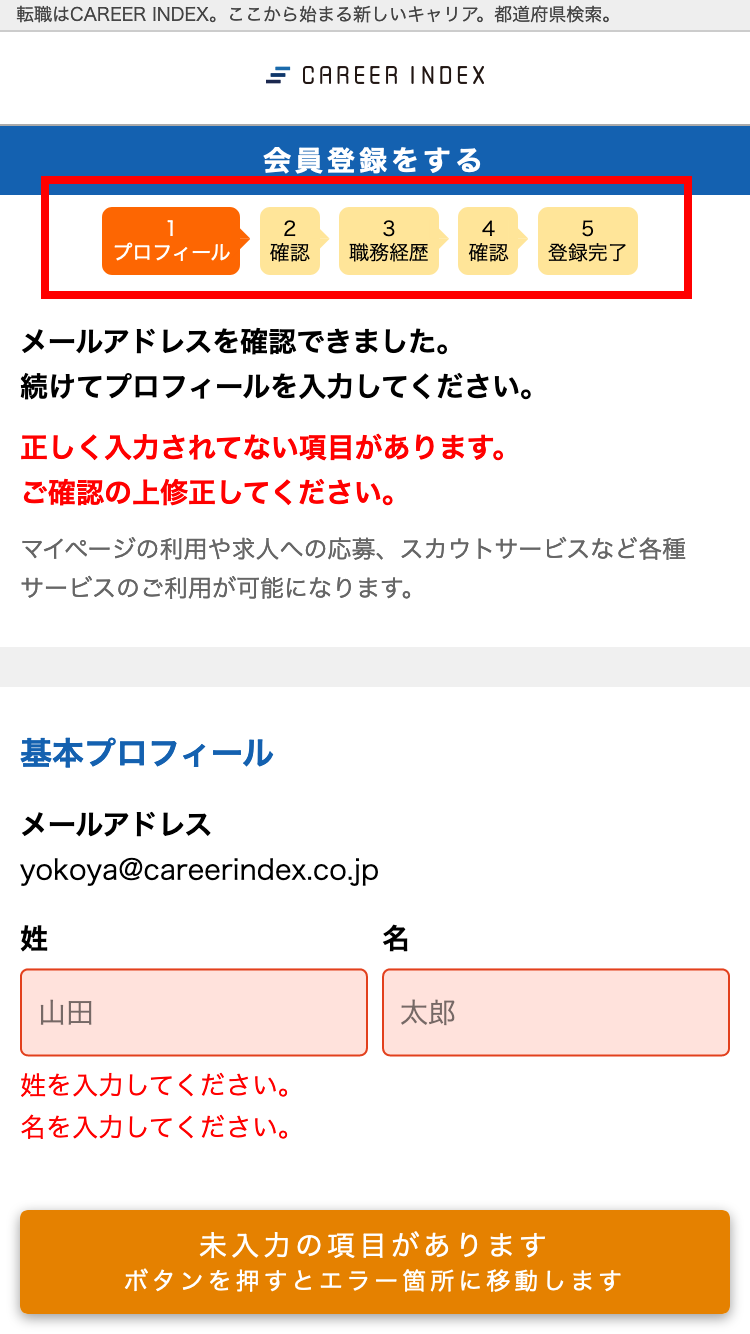 転職はCAREER INDEX。ここから始まる新しいキャリア。都道府県検索。
CAREER INDEX
会員登録をする
1 2 3 4 5
プロフィール 確認 職務経歴 確認 登録完了
メールアドレスを確認できました。
続けてプロフィールを入力してください。
正しく入力されてない項目があります。
ご確認の上修正してください。
マイページの利用や求人への応募、スカウトサービスなど各種
サービスのご利用が可能になります。
基本プロフィール
メールアドレス
yokoya@careerindex.co.jp
姓 名
山田 太郎
姓を入力してください。
名を入力してください。
未入力の項目があります
ボタンを押すとエラー箇所に移動します